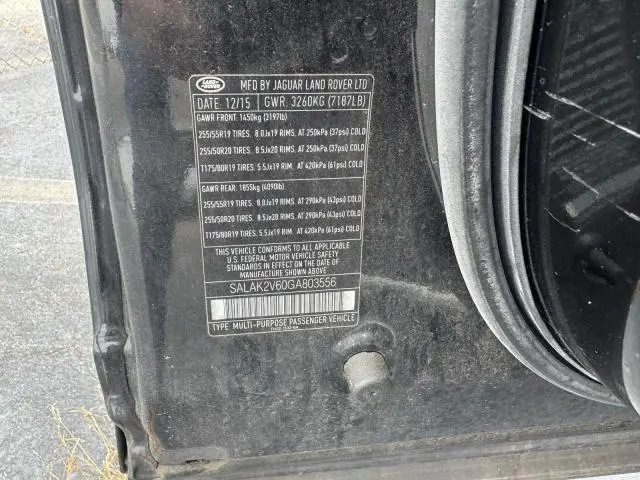 LAND ROVER
MFD BY JAGUAR LAND ROVER LTD
DATE: 12/15 GWR: 3260KG (7187LB)
GAWR FRONT: 1450kg (3197lb)
255/55R19 TIRES. 8.0Jx19 RIMS. AT 250kPa (37psi) COLD
255/50R20 TIRES. 8.5Jx20 RIMS. AT 250kPa (37psi) COLD
T175/80R19 TIRES. 5.5Jx19 RIM. AT 420kPa (61psi) COLD
GAWR REAR: 1855kg (4090lb)
255/55R19 TIRES. 8.0Jx19 RIMS. AT 290kPa (43psi) COLD
255/50R20 TIRES. 8.5Jx20 RIMS. AT 290kPa (43psi) COLD
T175/80R19 TIRES. 5.5Jx19 RIM. AT 420kPa (61psi) COLD
THIS VEHICLE CONFORMS TO ALL APPLICABLE
U.S. FEDERAL MOTOR VEHICLE SAFETY
STANDARDS IN EFFECT ON THE DATE OF
MANUFACTURE SHOWN ABOVE
SALAK2V60GA803556
TYPE: MULTI-PURPOSE PASSENGER VEHICLE